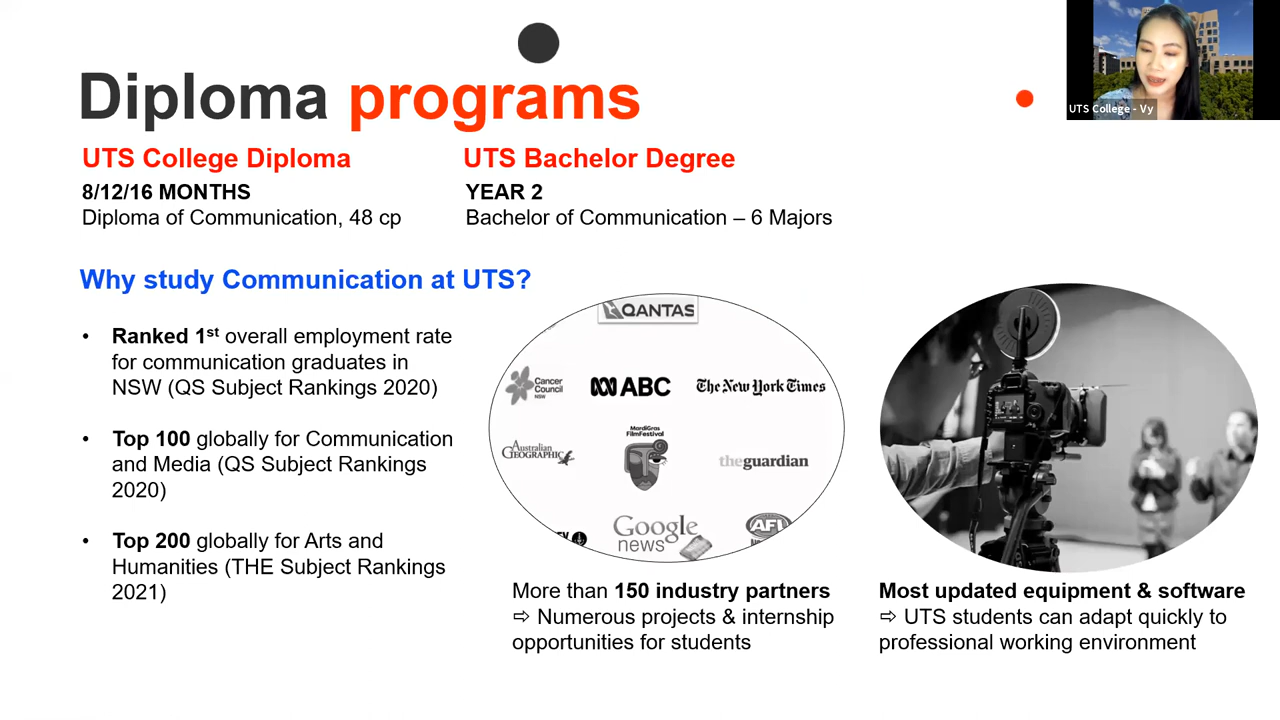 Diploma programs
UTS College - Vy
UTS College Diploma
8/12/16 MONTHS
Diploma of Communication, 48 cp
UTS Bachelor Degree
YEAR 2
Bachelor of Communication – 6 Majors
Why study Communication at UTS?
• Ranked 1st overall employment rate
for communication graduates in
NSW (QS Subject Rankings 2020)
• Top 100 globally for Communication
and Media (QS Subject Rankings
2020)
• Top 200 globally for Arts and
Humanities (THE Subject Rankings
2021)
QANTAS
Cancer
Council
NSW
ABC
The New York Times
Australian
GEOGRAPHIC
MardiGras
FilmFestival
theguardian
Google
news
AFI
More than 150 industry partners
⇨ Numerous projects & internship
opportunities for students
Most updated equipment & software
⇨ UTS students can adapt quickly to
professional working environment